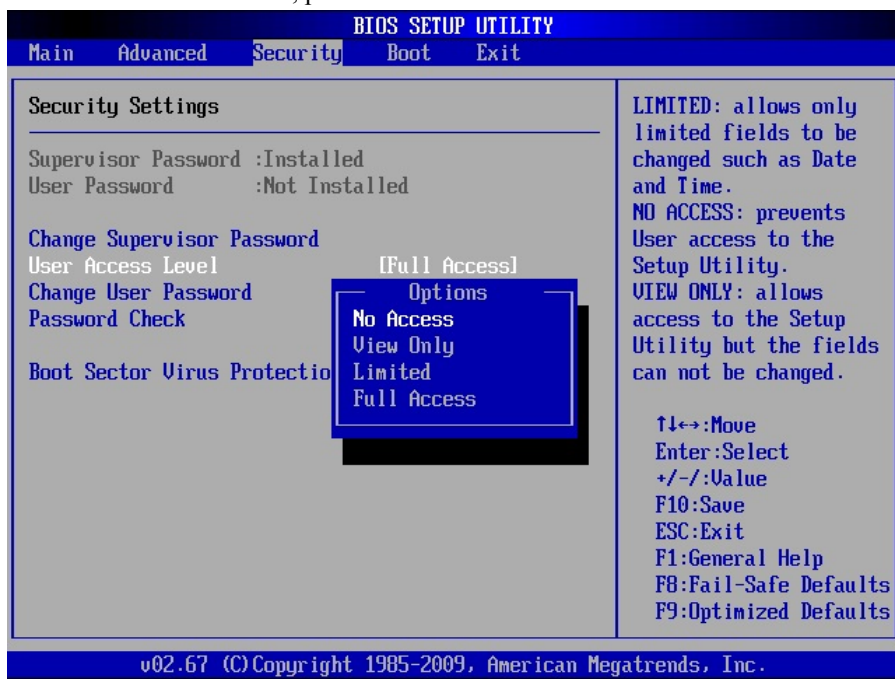 BIOS SETUP UTILITY
Main Advanced Security Boot Exit
Security Settings
Supervisor Password :Installed
User Password :Not Installed
Change Supervisor Password
User Access Level [Full Access]
Change User Password
Password Check
Boot Sector Virus Protectio
Options
No Access
View Only
Limited
Full Access
LIMITED: allows only
limited fields to be
changed such as Date
and Time.
NO ACCESS: prevents
User access to the
Setup Utility.
VIEW ONLY: allows
access to the Setup
Utility but the fields
can not be changed.
↑↓←→:Move
Enter:Select
+/-/:Value
F10:Save
ESC:Exit
F1:General Help
F8:Fail-Safe Defaults
F9:Optimized Defaults
v02.67 (C)Copyright 1985-2009, American Megatrends, Inc.